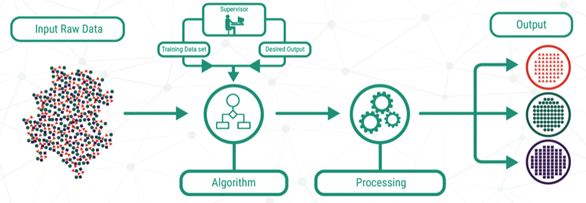 Supervisor
Input Raw Data
Output
Training Data set
Desired Output
Algorithm
Processing